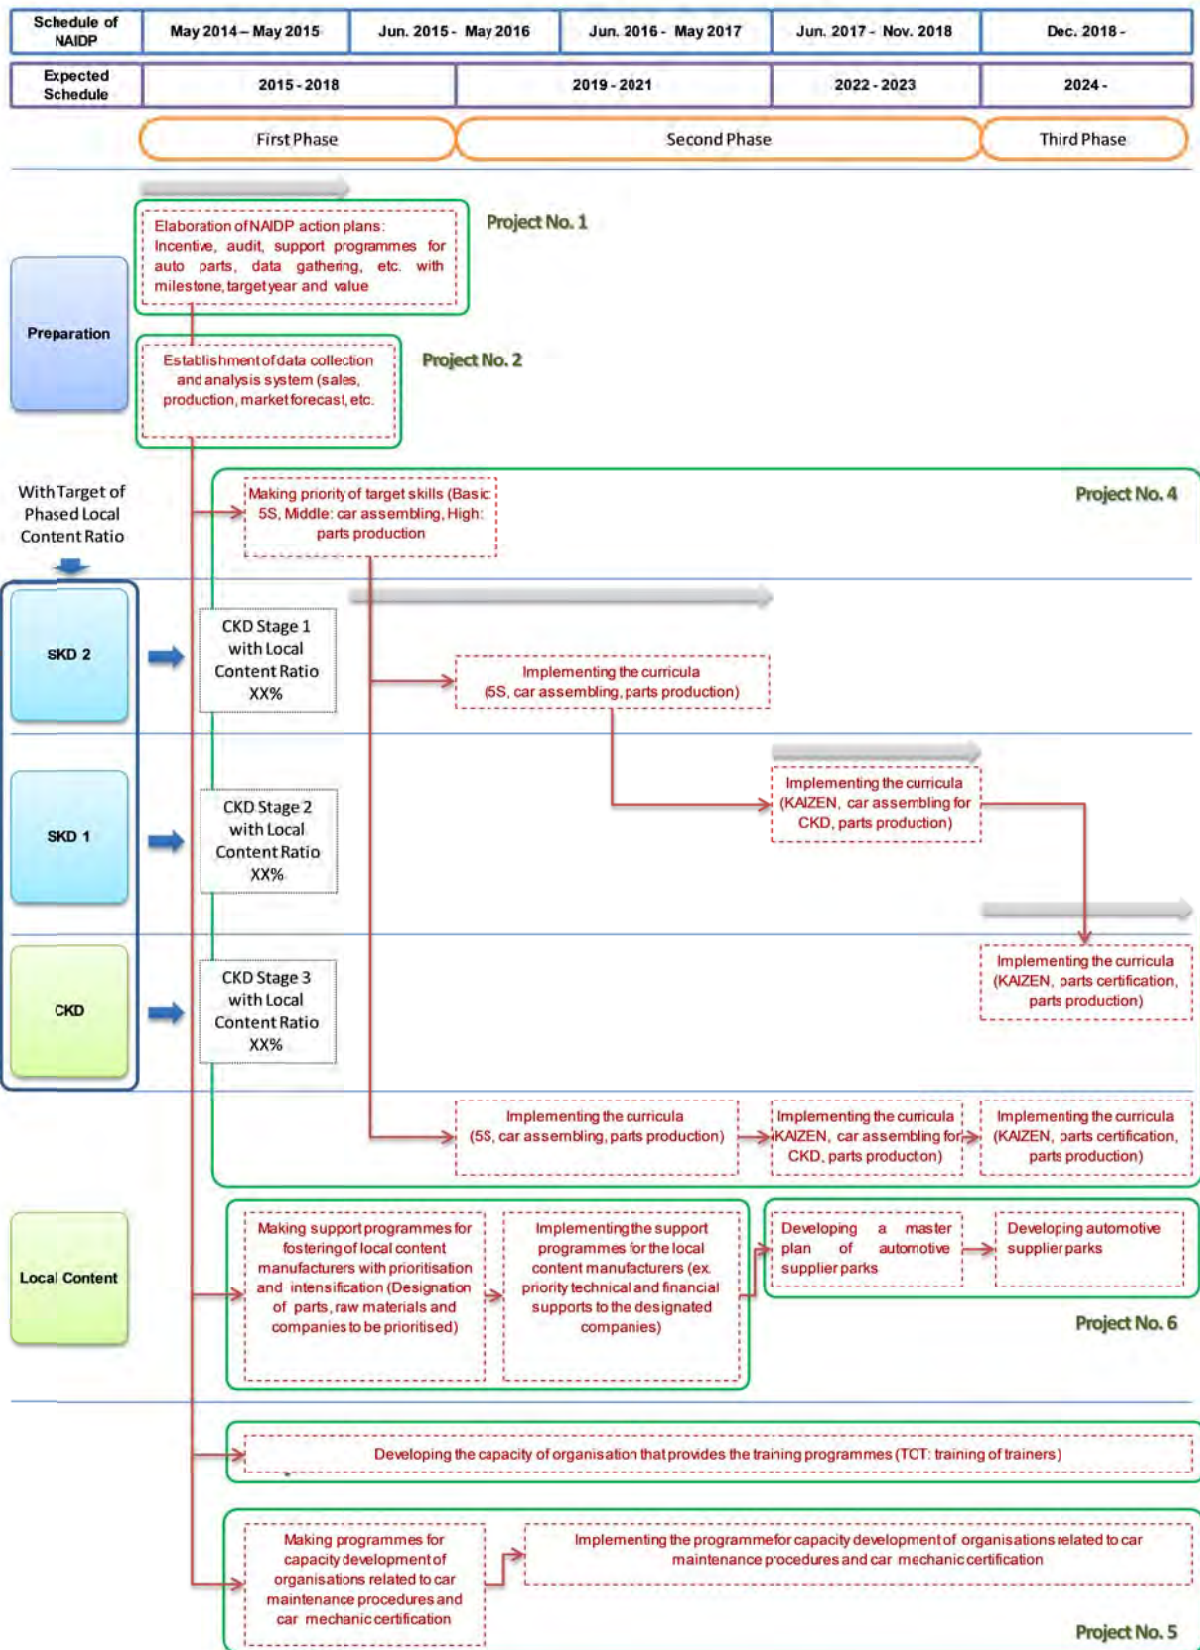 Schedule of
NAIDP
May 2014 – May 2015
Jun. 2015 - May 2016
Jun. 2016 - May 2017
Jun. 2017 - Nov. 2018
Dec. 2018 -
Expected
Schedule
2015 - 2018
2019 - 2021
2022 - 2023
2024 -
First Phase
Second Phase
Third Phase
Preparation
Elaboration of NAIDP action plans:
Incentive, audit, support programmes for
auto parts, data gathering, etc. with
milestone, target year and value
Project No. 1
Establishment of data collection
and analysis system (sales,
production, market forecast, etc.
Project No. 2
With Target of
Phased Local
Content Ratio
Making priority of target skills (Basic:
5S, Middle: car assembling, High:
parts production
Project No. 4
SKD 2
CKD Stage 1
with Local
Content Ratio
XX%
Implementing the curricula
(5S, car assembling, parts production)
SKD 1
CKD Stage 2
with Local
Content Ratio
XX%
Implementing the curricula
(KAIZEN, car assembling for
CKD, parts production)
CKD
CKD Stage 3
with Local
Content Ratio
XX%
Implementing the curricula
(KAIZEN, parts certification,
parts production)
Implementing the curricula
(5S, car assembling, parts production)
Implementing the curricula
KAIZEN, car assembling for
CKD, parts production)
Implementing the curricula
(KAIZEN, parts certification,
parts production)
Local Content
Making support programmes for
fostering of local content
manufacturers with prioritisation
and intensification (Designation
of parts, raw materials and
companies to be prioritised)
Implementing the support
programmes for the local
content manufacturers (ex.
priority technical and financial
supports to the designated
companies)
Developing a master
plan of automotive
supplier parks
Developing automotive
supplier parks
Project No. 6
Developing the capacity of organisation that provides the training programmes (TCT: training of trainers)
Making programmes for
capacity development of
organisations related to car
maintenance procedures and
car mechanic certification
Implementing the programmefor capacity development of organisations related to car
maintenance procedures and car mechanic certification
Project No. 5